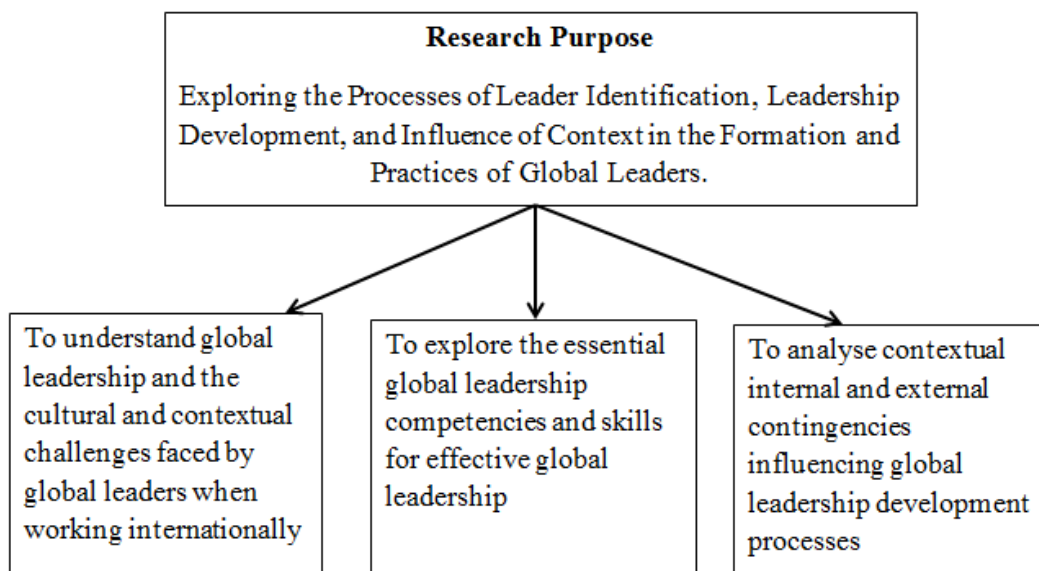 Research Purpose
Exploring the Processes of Leader Identification, Leadership
Development, and Influence of Context in the Formation and
Practices of Global Leaders.
To understand global
leadership and the
cultural and contextual
challenges faced by
global leaders when
working internationally
To explore the essential
global leadership
competencies and skills
for effective global
leadership
To analyse contextual
internal and external
contingencies
influencing global
leadership development
processes